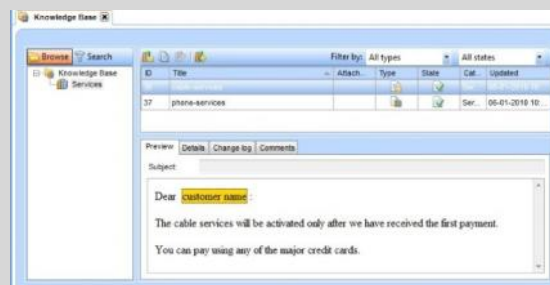 Knowledge Base
Browse Search
Filter by: All types All states
Knowledge Base
Services
ID Title Attach... Type State Cat... Updated
37 phone-services Ser... 06-01-2010 10:...
Preview Details Change log Comments
Subject:
Dear customer name :
The cable services will be activated only after we have received the first payment.
You can pay using any of the major credit cards.